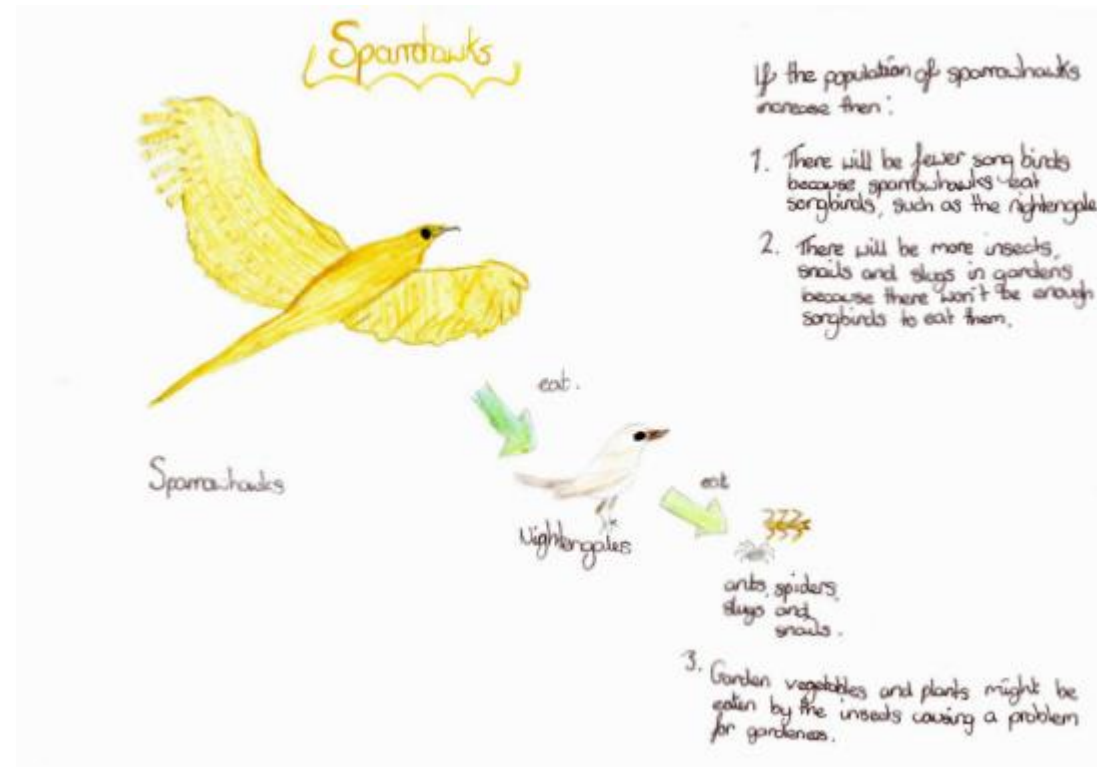 Sparrhawks
If the population of sparrowhawks
increase then:
1. There will be fewer song birds
because sparrowhawks eat
songbirds, such as the nightengale
2. There will be more insects,
snails and slugs in gardens
because there won't be enough
songbirds to eat them.
eat.
Sparrowhawks
eat
Nightengales
ants, spiders,
slugs and
snails.
3. Garden vegetables and plants might be
eaten by the insects causing a problem
for gardeners.